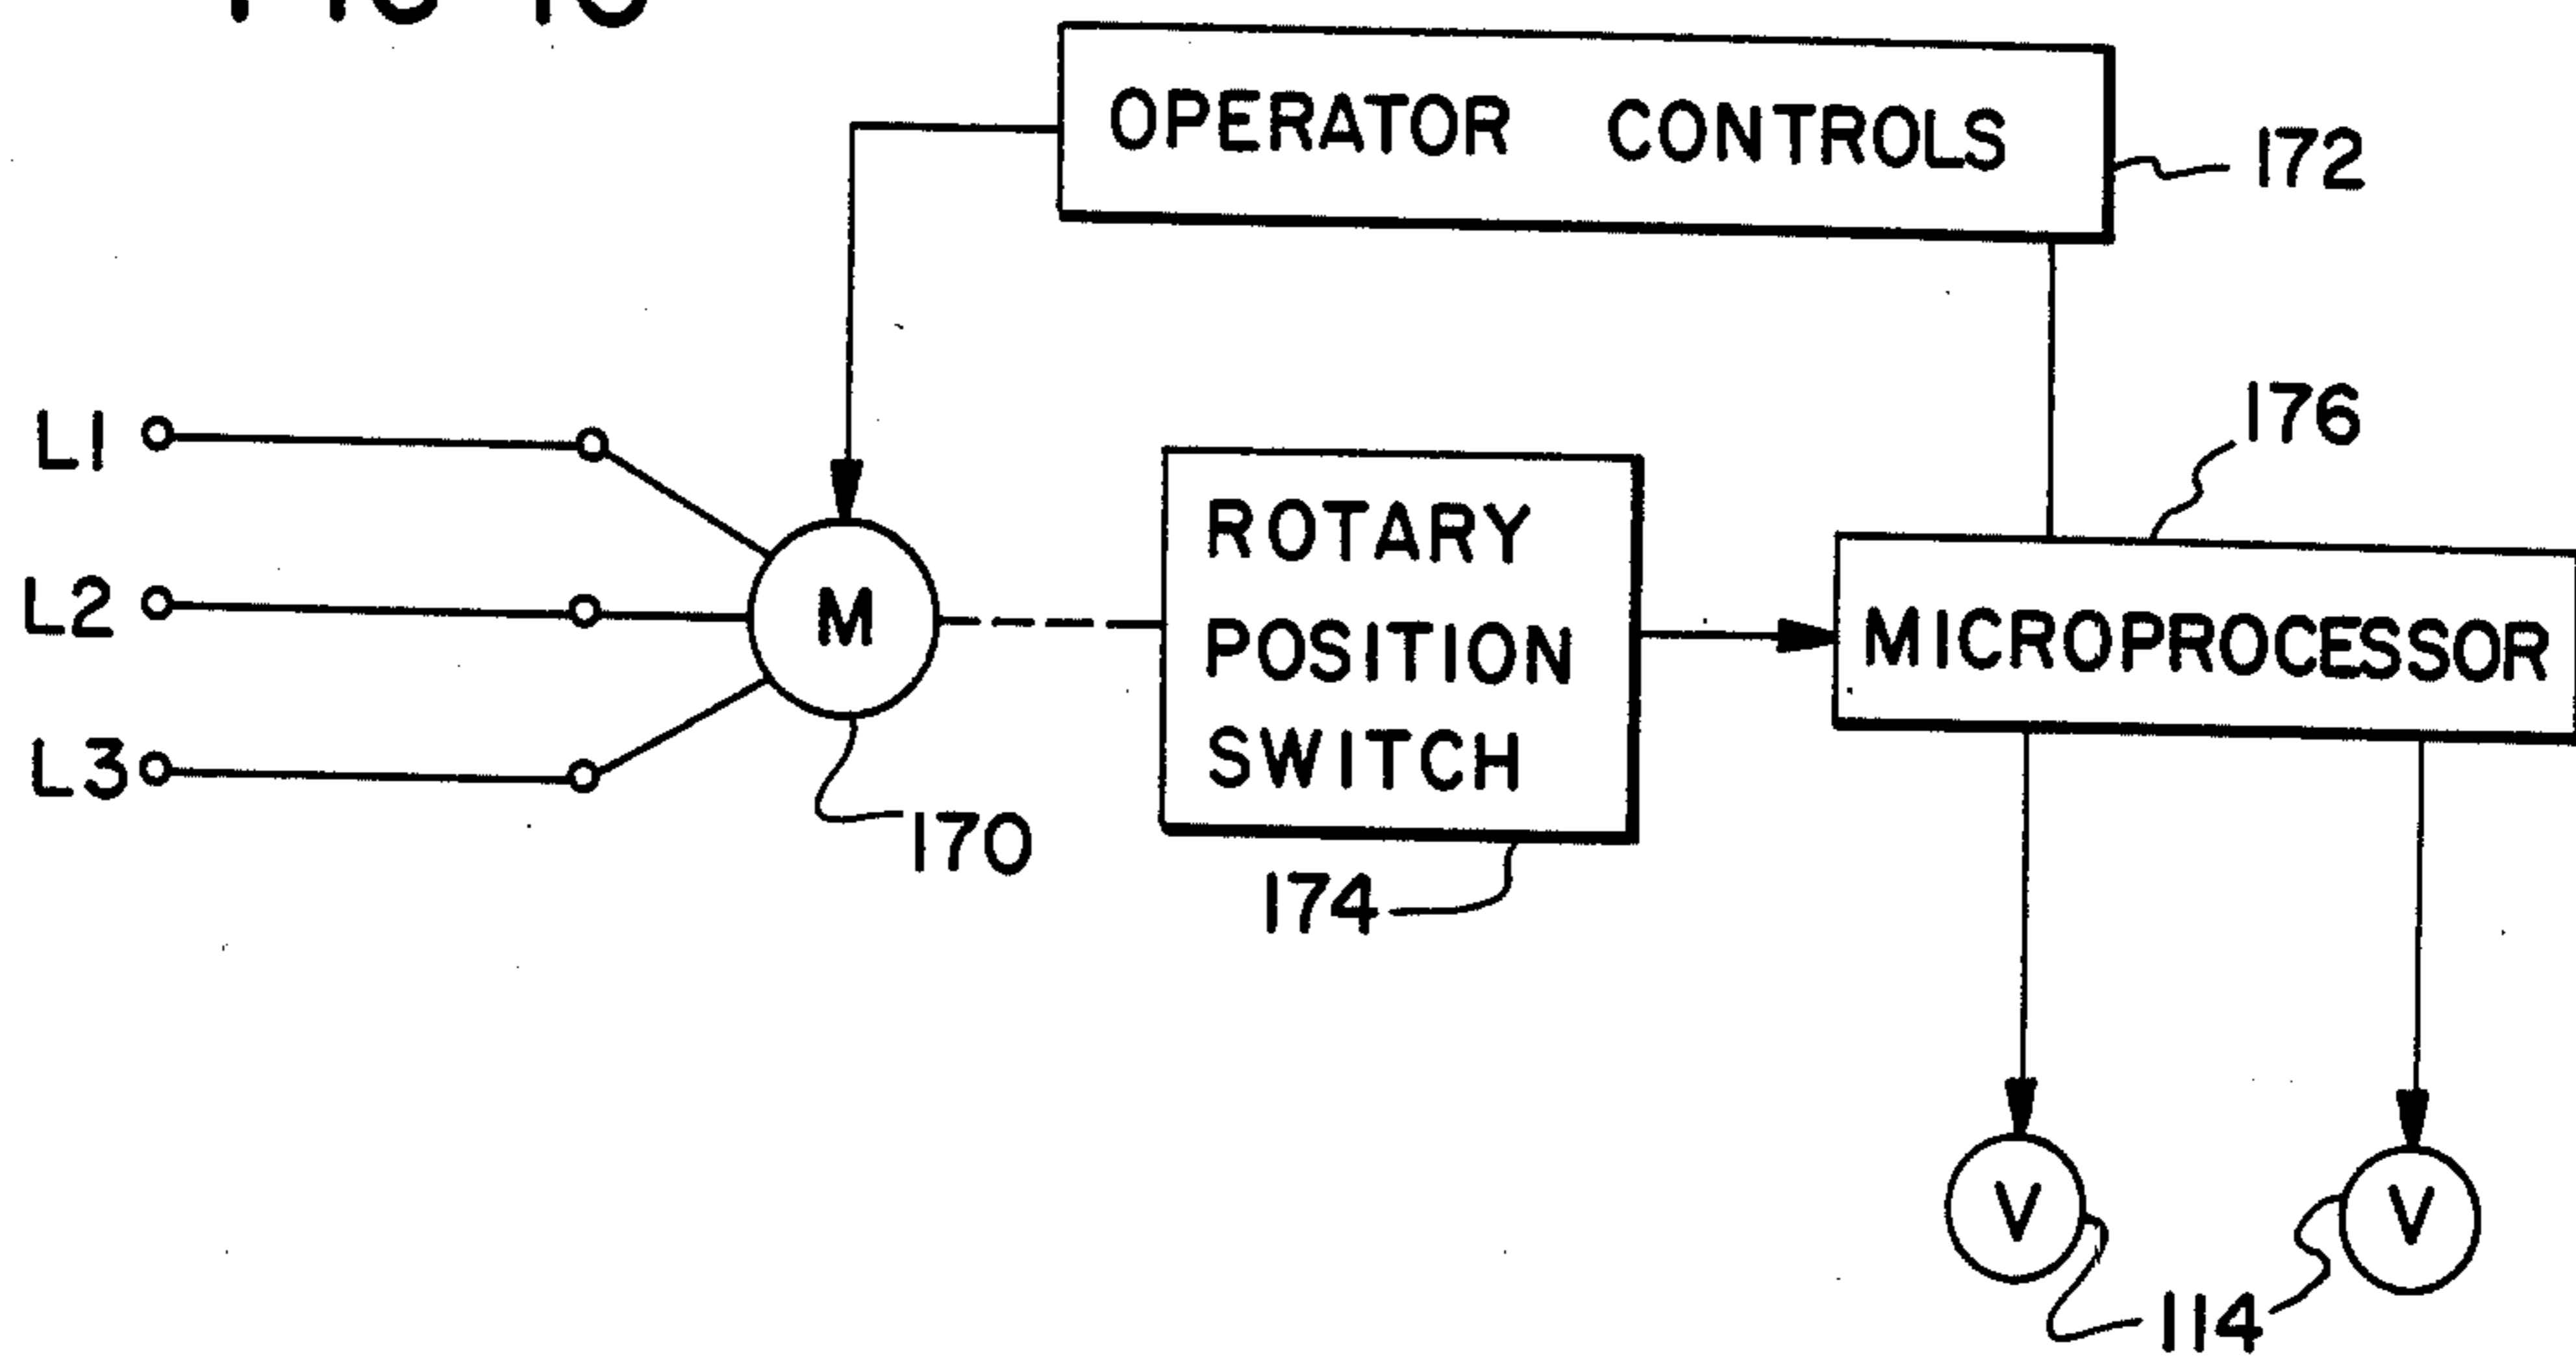 OPERATOR CONTROLS
172
L1
176
ROTARY
POSITION
SWITCH
L2
M
MICROPROCESSOR
L3
170
174
V
V
114